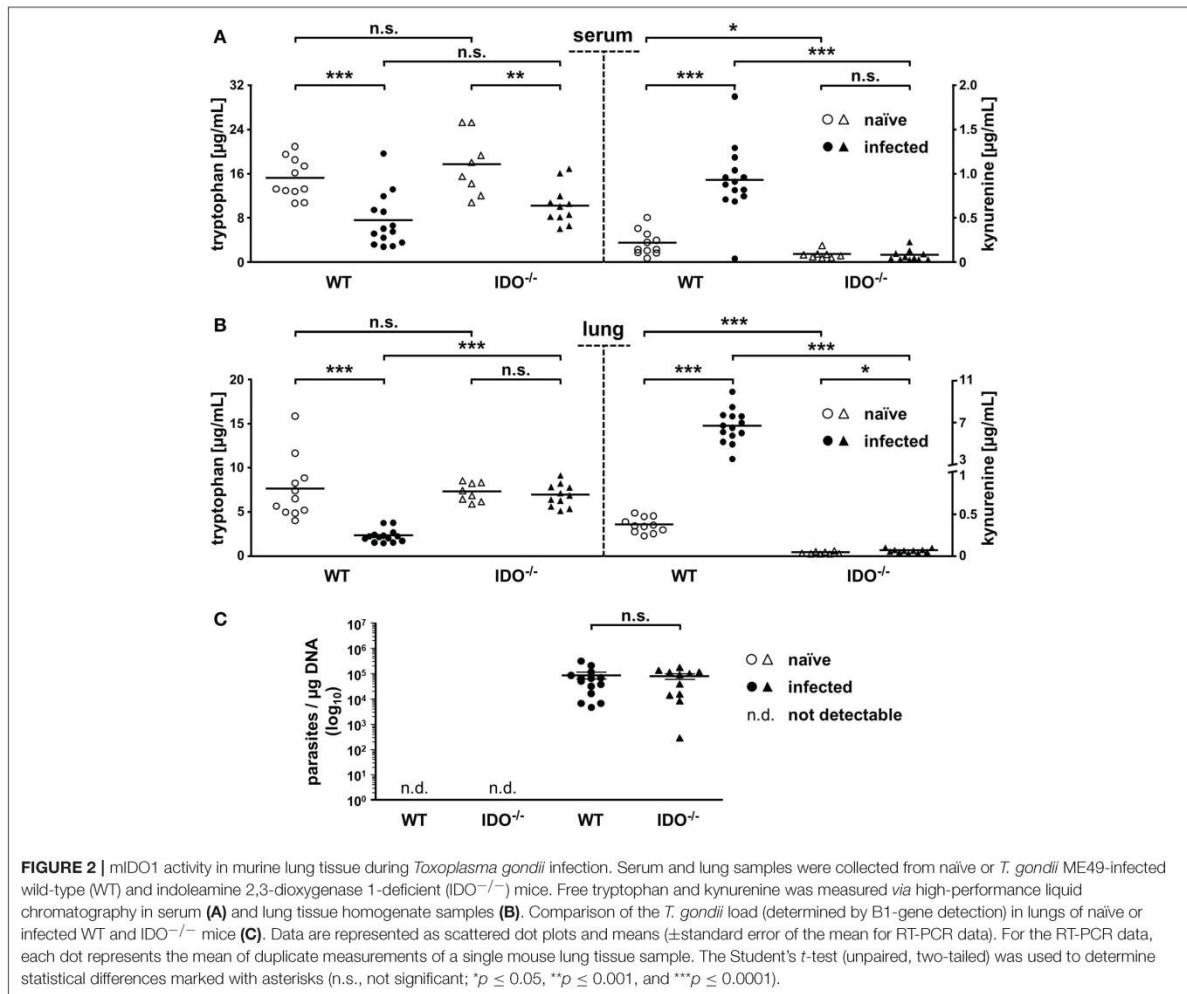 A
serum
n.s.
*
n.s.
***
***
**
***
n.s.
tryptophan [µg/mL]
32
24
16
8
0
naïve
infected
kynurenine [µg/mL]
2.0
1.5
1.0
0.5
0
WT
IDO-/-
WT
IDO-/-
B
lung
n.s.
***
***
***
***
n.s.
***
*
tryptophan [µg/mL]
20
15
10
5
0
naïve
infected
kynurenine [µg/mL]
11
7
3
1
0.5
0
WT
IDO-/-
WT
IDO-/-
C
n.s.
parasites / µg DNA
(log10)
10⁷
10⁶
10⁵
10⁴
10³
10²
10¹
10⁰
n.d.
n.d.
WT
IDO-/-
WT
IDO-/-
naïve
infected
n.d. not detectable
FIGURE 2 | mIDO1 activity in murine lung tissue during Toxoplasma gondii infection. Serum and lung samples were collected from naïve or T. gondii ME49-infected
wild-type (WT) and indoleamine 2,3-dioxygenase 1-deficient (IDO−/−) mice. Free tryptophan and kynurenine was measured via high-performance liquid
chromatography in serum (A) and lung tissue homogenate samples (B). Comparison of the T. gondii load (determined by B1-gene detection) in lungs of naïve or
infected WT and IDO−/− mice (C). Data are represented as scattered dot plots and means (±standard error of the mean for RT-PCR data). For the RT-PCR data,
each dot represents the mean of duplicate measurements of a single mouse lung tissue sample. The Student's t-test (unpaired, two-tailed) was used to determine
statistical differences marked with asterisks (n.s., not significant; *p ≤ 0.05, **p ≤ 0.001, and ***p ≤ 0.0001).